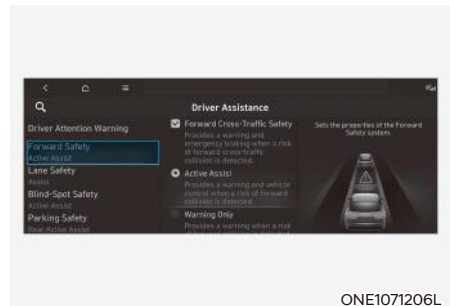 Driver Assistance
Driver Attention Warning
Forward Safety
Active Assist
Lane Safety
Assist
Blind-Spot Safety
Active Assist
Parking Safety
Rear Active Assist
Forward Cross-Traffic Safety
Provides a warning and
emergency braking when a risk
of forward cross-traffic
collision is detected.
Active Assist
Provides a warning and vehicle
control when a risk of forward
collision is detected.
Warning Only
Provides a warning when a risk
Sets the properties of the Forward
Safety system.
ONE1071206L